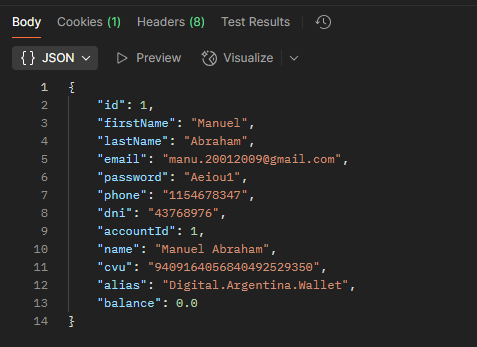 Body Cookies (1) Headers (8) Test Results
{} JSON Preview Visualize
1 {
2 "id": 1,
3 "firstName": "Manuel",
4 "lastName": "Abraham",
5 "email": "manu.20012009@gmail.com",
6 "password": "Aeiou1",
7 "phone": "1154678347",
8 "dni": "43768976",
9 "accountId": 1,
10 "name": "Manuel Abraham",
11 "cvu": "9409164056840492529350",
12 "alias": "Digital.Argentina.Wallet",
13 "balance": 0.0
14 }